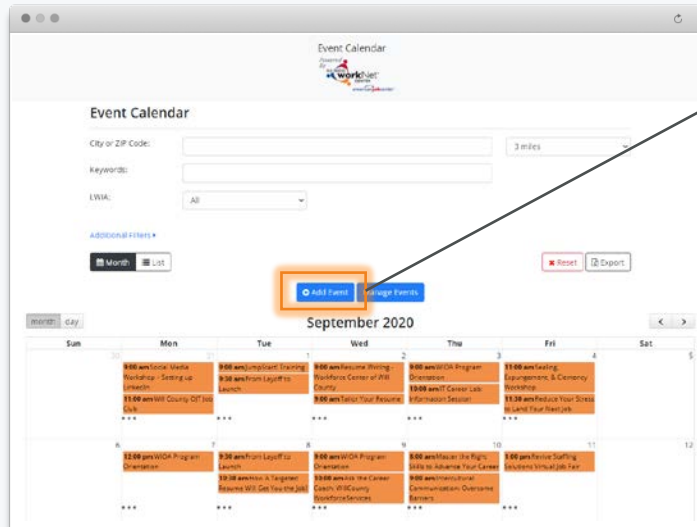 Event Calendar
Powered
By
workNet
CENTER
Event Calendar
City or ZIP Code:
3 miles
Keywords:
LWIA:
All
Additional Filters
Month
List
Reset
Export
Add Event
Manage Events
month
day
September 2020
Sun
Mon
Tue
Wed
Thu
Fri
Sat
30
31
1
2
3
4
5
9:00 am Social Media
Workshop - Setting up
LinkedIn
11:00 am Will County OJT Job
Club
9:00 am JumpStart! Training
9:30 am From Layoff to
Launch
9:00 am Resume Writing -
Workforce Center of Will
County
9:00 am Tailor Your Resume
9:00 am WIOA Program
Orientation
10:00 am IT Career Lab:
Information Session
11:00 am Sealing,
Expungement, & Clemency
Workshop
11:30 am Reduce Your Stress
to Land Your Next Job
6
7
8
9
10
11
12
12:00 pm WIOA Program
Orientation
9:30 am From Layoff to
Launch
10:30 am How A Targeted
Resume Will Get You the Job!
9:00 am WIOA Program
Orientation
10:00 am Ask the Career
Coach: Will County
Workforce Services
8:00 am Master the Right
Skills to Advance Your Career
9:00 am Intercultural
Communication: Overcome
Barriers
1:00 pm Revive Staffing
Solutions Virtual Job Fair